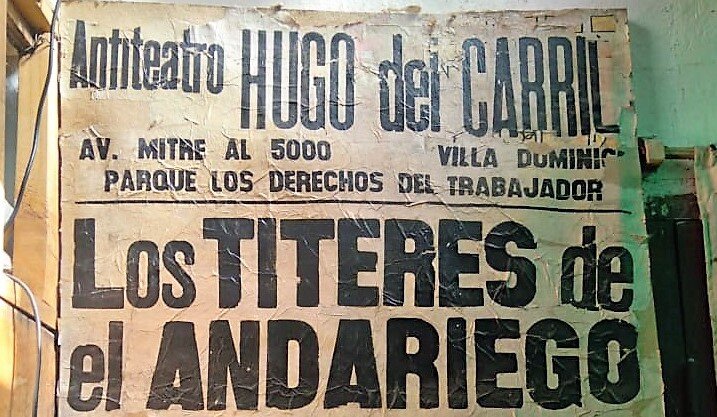 Anfiteatro HUGO del CARRIL
AV. MITRE AL 5000 VILLA DOMINIC
PARQUE LOS DERECHOS DEL TRABAJADOR
Los TITERES de
el ANDARIEGO